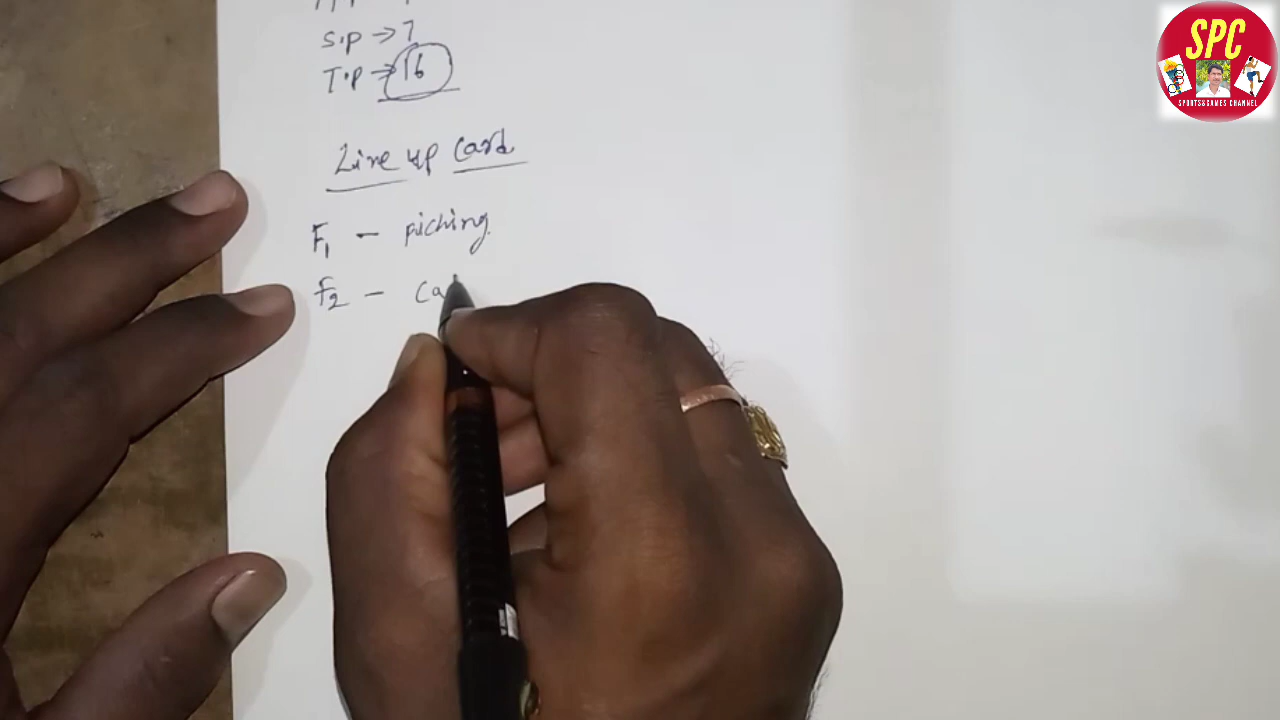 S.P → 7
T.P → 16
Line up card
F1 - piching
F2 - Ca
SPC
SPORTS&GAMES CHANNEL